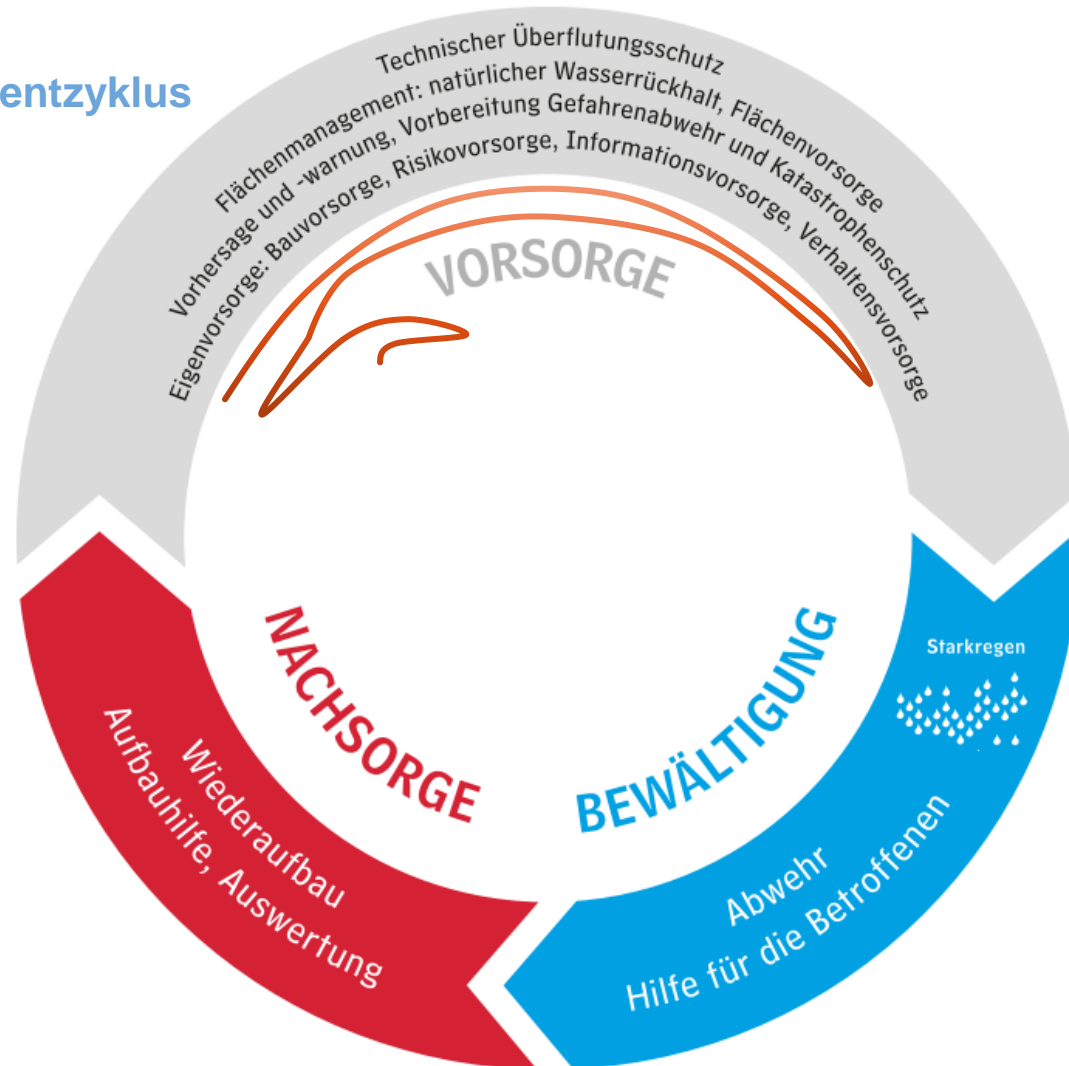 entzyklus
Technischer Überflutungsschutz
Flächenmanagement: natürlicher Wasserrückhalt, Flächenvorsorge
Vorhersage und -warnung, Vorbereitung Gefahrenabwehr und Katastrophenschutz
Eigenvorsorge: Bauvorsorge, Risikovorsorge, Informationsvorsorge, Verhaltensvorsorge
VORSORGE
Starkregen
BEWÄLTIGUNG
Abwehr
Hilfe für die Betroffenen
NACHSORGE
Wiederaufbau
Aufbauhilfe, Auswertung